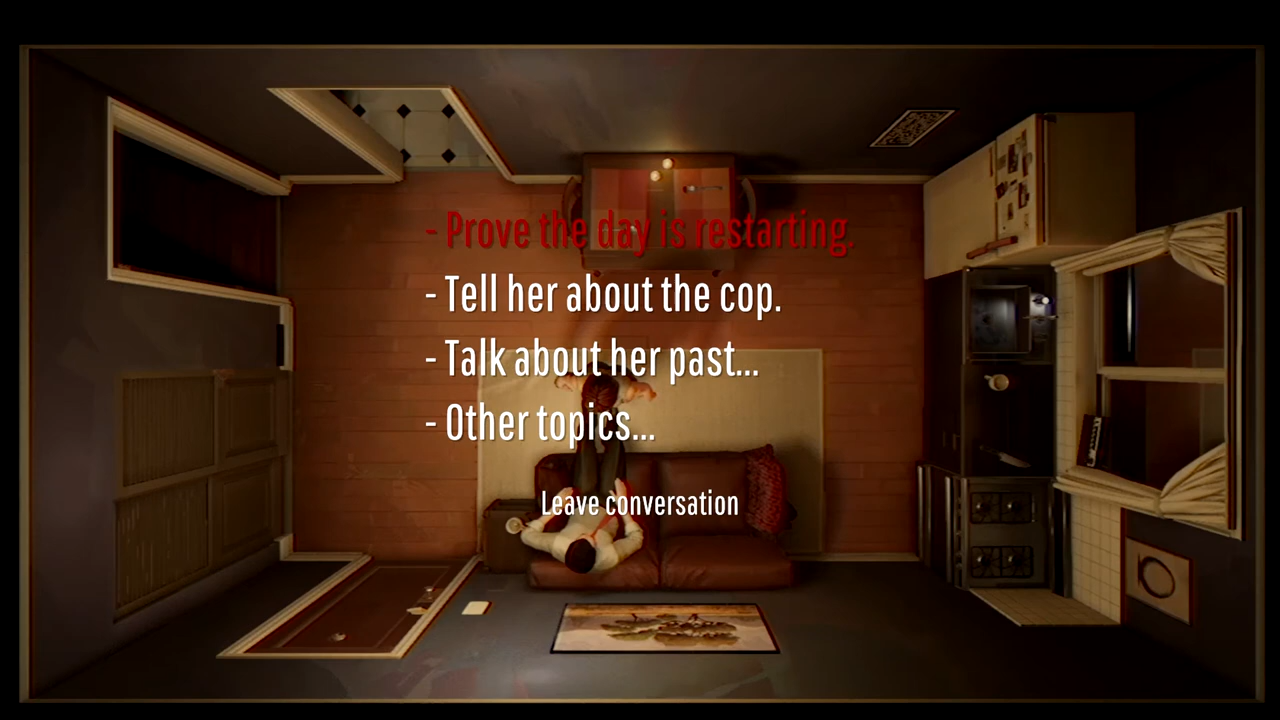 - Prove the day is restarting.
- Tell her about the cop.
- Talk about her past...
- Other topics...
Leave conversation